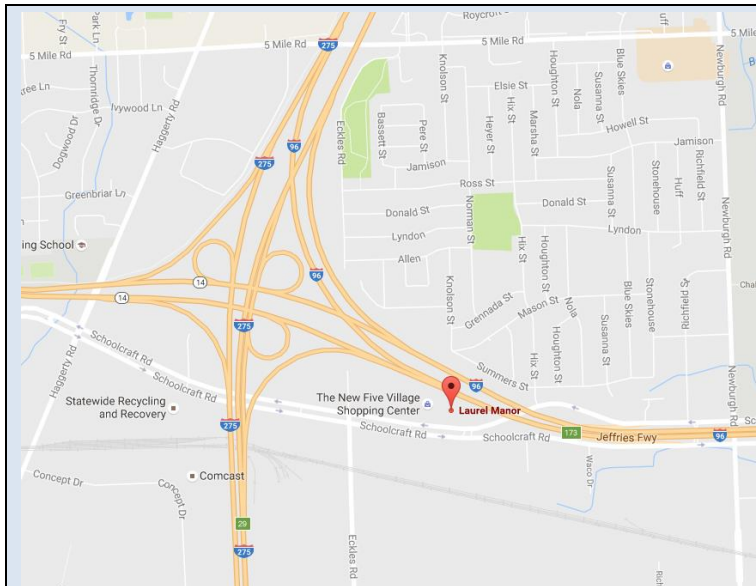 Fry St
Park Ln
5 Mile Rd
275
5 Mile Rd
Roycroft
Huff
Newburgh Rd
5 Mile
Thornridge Dr
Ivywood Ln
Dogwood Dr
Haggerty Rd
275
96
Eckles Rd
Bassett St
Pere St
Knolson St
Elsie St
Heyer St
Hix St
Marsha St
Houghton St
Nola
Susanna St
Blue Skies
Howell St
Jamison
Jamison
Ross St
Greenbriar Ln
Donald St
Donald St
Norman St
Susanna St
Stonehouse
Huff
Richfield St
Lyndon
Lyndon
Newburgh Rd
ing School
Allen
Hix St
Houghton St
14
14
96
275
Knolson St
Grennada St
Mason St
Nola
Susanna St
Blue Skies
Stonehouse
Richfield S
Haggerty Rd
Schoolcraft Rd
Schoolcraft Rd
Summers St
Hix St
Houghton St
Newburgh Rd
Statewide Recycling
and Recovery
The New Five Village
Shopping Center
96
Laurel Manor
275
Schoolcraft Rd
Schoolcraft Rd
173
Jeffries Fwy
96
Sc
Concept Dr
Concept Dr
Comcast
Waco Dr
29
275
Eckles Rd